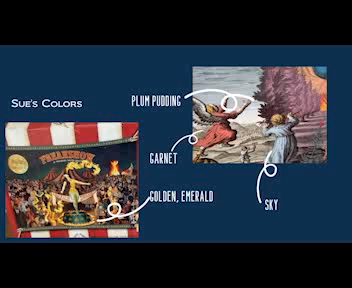 PLUM PUDDING
SUE'S COLORS
FREAKSHOW
GARNET
GOLDEN, EMERALD
SKY